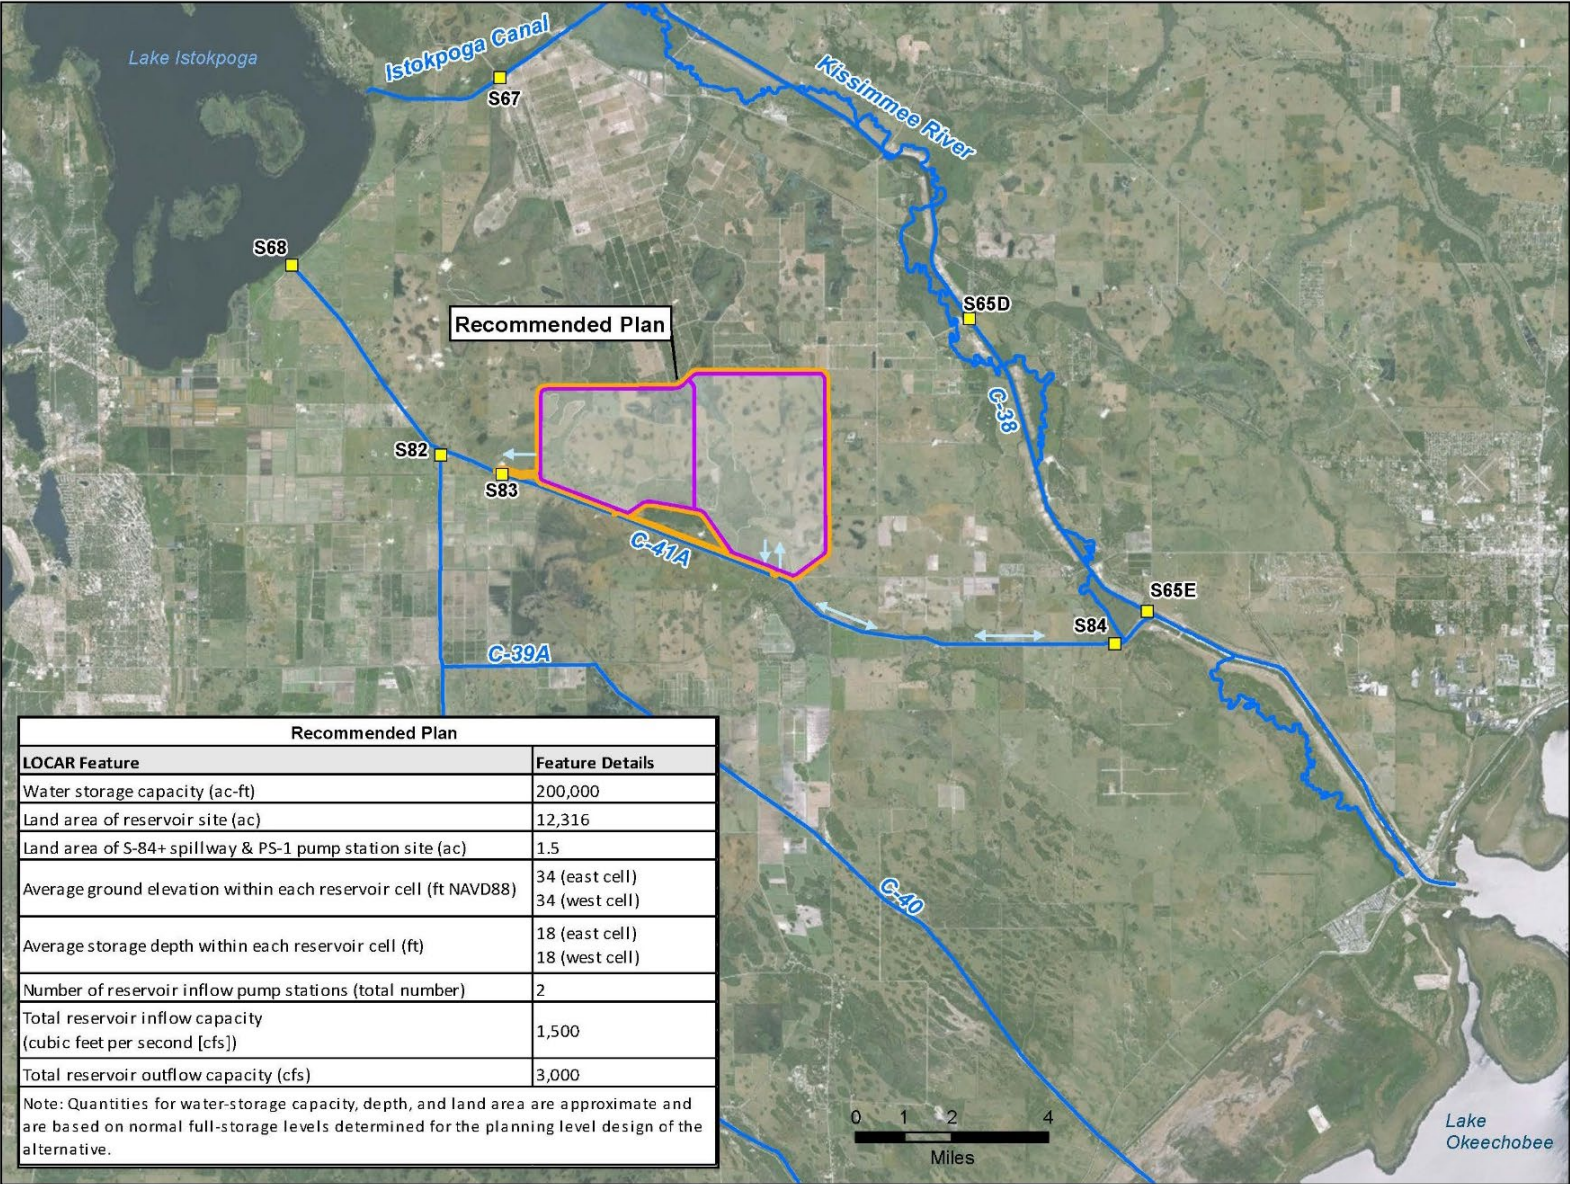 Lake Istokpoga
Istokpoga Canal
S67
Kissimmee River
S68
S65D
Recommended Plan
C-38
S82
S83
C-41A
S65E
S84
C-39A
Recommended Plan
LOCAR Feature Feature Details
Water storage capacity (ac-ft) 200,000
Land area of reservoir site (ac) 12,316
Land area of S-84+ spillway & PS-1 pump station site (ac) 1.5
Average ground elevation within each reservoir cell (ft NAVD88) 34 (east cell)
34 (west cell)
Average storage depth within each reservoir cell (ft) 18 (east cell)
18 (west cell)
Number of reservoir inflow pump stations (total number) 2
Total reservoir inflow capacity
(cubic feet per second [cfs]) 1,500
Total reservoir outflow capacity (cfs) 3,000
Note: Quantities for water-storage capacity, depth, and land area are approximate and
are based on normal full-storage levels determined for the planning level design of the
alternative.
C-40
0 1 2 4
Miles
Lake
Okeechobee